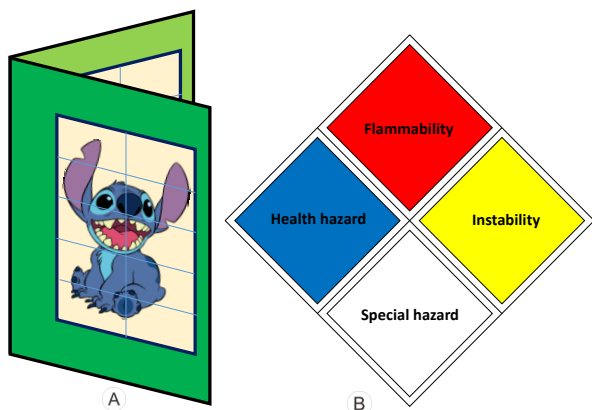 Flammability
Health hazard
Instability
Special hazard
A
B